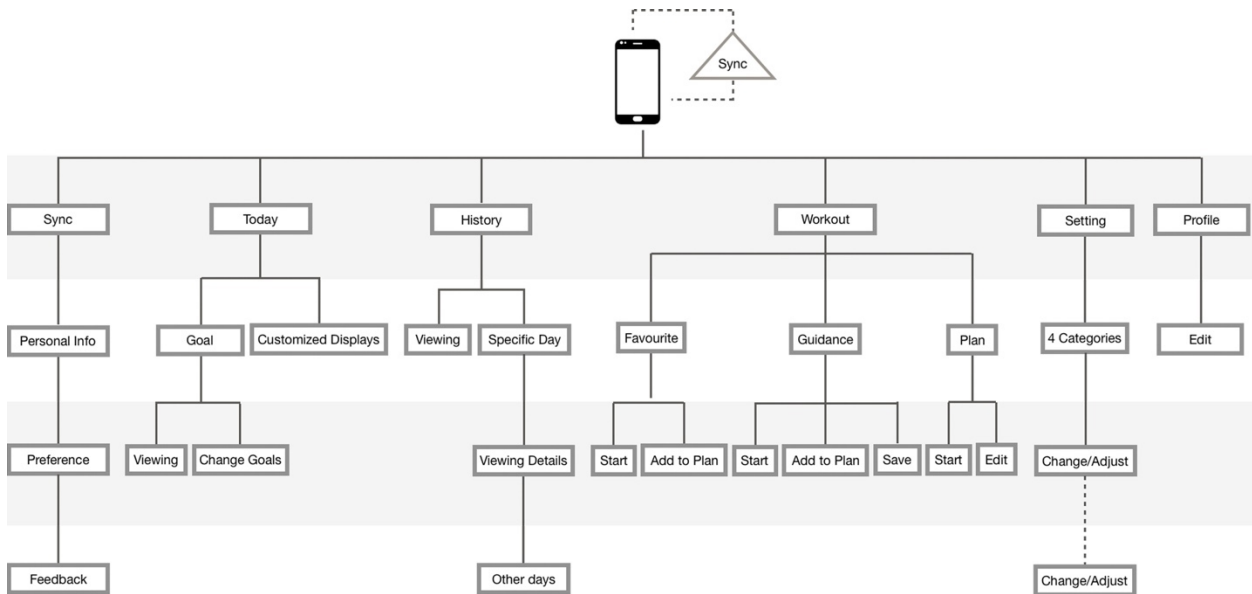 Sync
Sync
Today
History
Workout
Setting
Profile
Personal Info
Goal
Customized Displays
Viewing
Specific Day
Favourite
Guidance
Plan
4 Categories
Edit
Preference
Viewing
Change Goals
Viewing Details
Start
Add to Plan
Start
Add to Plan
Save
Start
Edit
Change/Adjust
Feedback
Other days
Change/Adjust